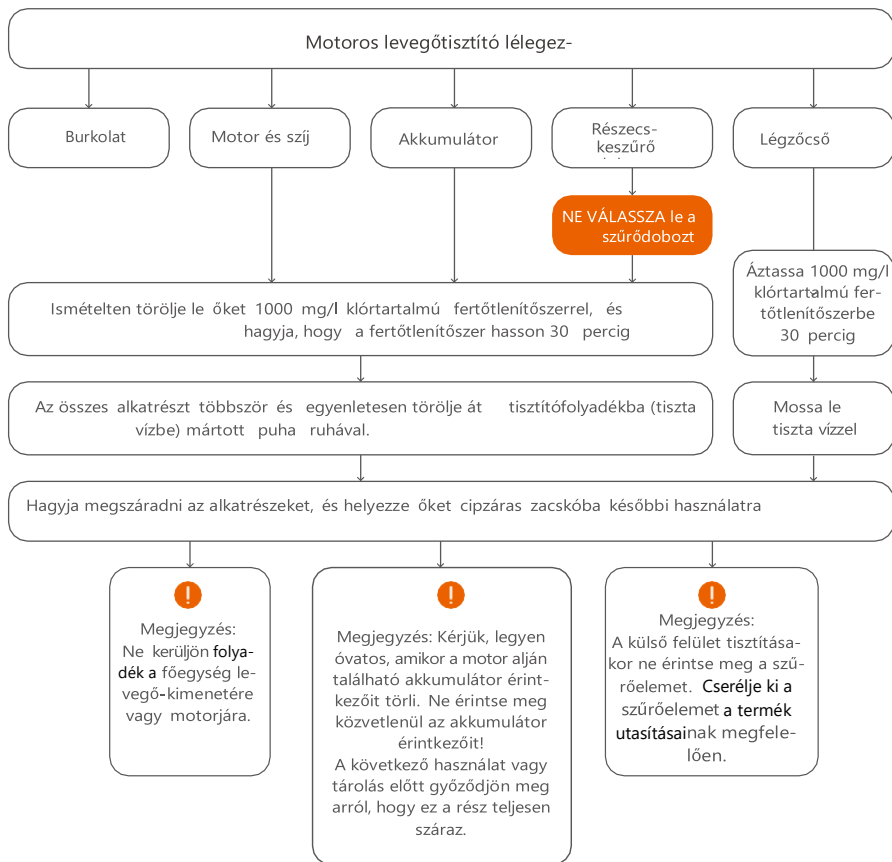 Motoros levegőtisztító lélegez-
Burkolat
Motor és szíj
Akkumulátor
Részecs-
keszűrő
Légzőcső
NE VÁLASSZA le a
szűrődobozt
Ismételten törölje le őket 1000 mg/l klórtartalmú fertőtlenítőszerrel, és
hagyja, hogy a fertőtlenítőszer hasson 30 percig
Áztassa 1000 mg/l
klórtartalmú fer-
tőtlenítőszerbe
30 percig
Az összes alkatrészt többször és egyenletesen törölje át tisztítófolyadékba (tiszta
vízbe) mártott puha ruhával.
Mossa le
tiszta vízzel
Hagyja megszáradni az alkatrészeket, és helyezze őket cipzáras zacskóba későbbi használatra
Megjegyzés:
Ne kerüljön folya-
dék a főegység le-
vegő-kimenetére
vagy motorjára.
Megjegyzés: Kérjük, legyen
óvatos, amikor a motor alján
található akkumulátor érint-
kezőit törli. Ne érintse meg
közvetlenül az akkumulátor
érintkezőit!
A következő használat vagy
tárolás előtt győződjön meg
arról, hogy ez a rész teljesen
száraz.
Megjegyzés:
A külső felület tisztítása-
kor ne érintse meg a szű-
rőelemet. Cserélje ki a
szűrőelemet a termék
utasításainak megfele-
lően.